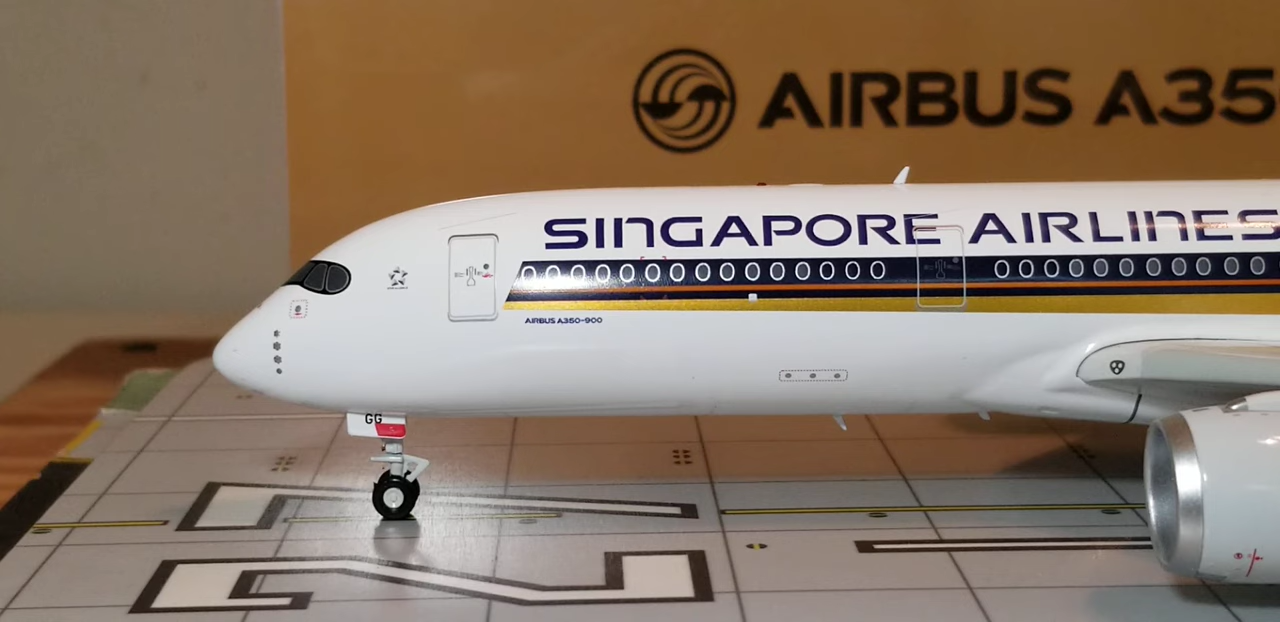 AIRBUS A35
SINGAPORE AIRLINES
AIRBUS A350-900
GG